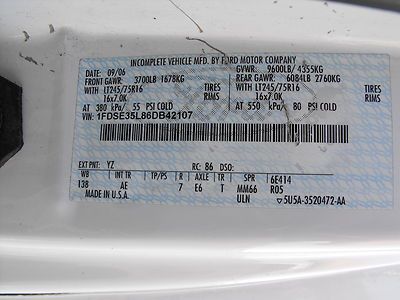 INCOMPLETE VEHICLE MFD. BY FORD MOTOR COMPANY
DATE: 09/06 GVWR: 9600LB/ 4355KG
FRONT GAWR: 3700LB 1678KG REAR GAWR: 6084LB 2760KG
WITH LT245/75R16 TIRES WITH LT245/75R16 TIRES
16x7.0K RIMS 16x7.0K RIMS
AT 380 kPa/ 55 PSI COLD AT 550 kPa/ 80 PSI COLD
VIN: 1FDSE35L86DB42107
EXT PNT: YZ RC: 86 DSO:
WB INT TR TP/PS R AXLE TR SPR 6E414
138 AE 7 E6 T MM66 R05
MADE IN U.S.A. ULN 5U5A-3520472-AA